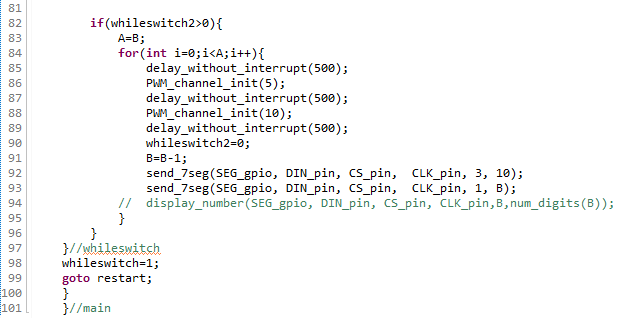 81
82 if(whileswitch2>0){
83 A=B;
84 for(int i=0;i<A;i++){
85 delay_without_interrupt(500);
86 PWM_channel_init(5);
87 delay_without_interrupt(500);
88 PWM_channel_init(10);
89 delay_without_interrupt(500);
90 whileswitch2=0;
91 B=B-1;
92 send_7seg(SEG_gpio, DIN_pin, CS_pin,  CLK_pin, 3, 10);
93 send_7seg(SEG_gpio, DIN_pin, CS_pin,  CLK_pin, 1, B);
94 //  display_number(SEG_gpio, DIN_pin, CS_pin, CLK_pin,B,num_digits(B));
95 }
96 }
97 }//whileswitch
98 whileswitch=1;
99 goto restart;
100 }
101 }//main